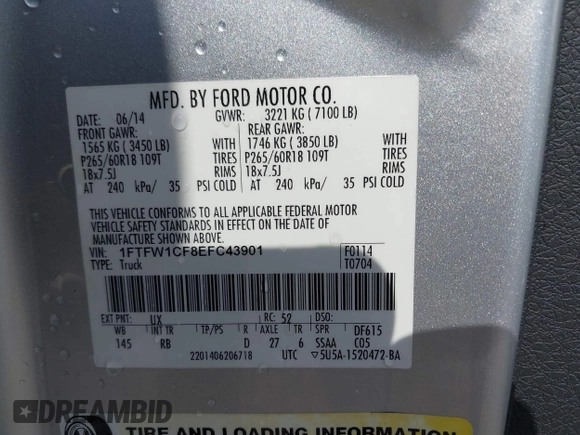 MFD. BY FORD MOTOR CO.
DATE: 06/14 GVWR: 3221 KG ( 7100 LB)
FRONT GAWR: REAR GAWR:
1565 KG ( 3450 LB) WITH 1746 KG ( 3850 LB) WITH
P265/60R18 109T TIRES P265/60R18 109T TIRES
18x7.5J RIMS 18x7.5J RIMS
AT 240 kPa/ 35 PSI COLD AT 240 kPa/ 35 PSI COLD
THIS VEHICLE CONFORMS TO ALL APPLICABLE FEDERAL MOTOR
VEHICLE SAFETY STANDARDS IN EFFECT ON THE DATE OF
MANUFACTURE SHOWN ABOVE.
VIN: 1FTFW1CF8EFC43901 F0114
TYPE: Truck T0704
EXT PNT: UX RC: 52 DSO:
WB INT TR TP/PS R AXLE TR SPR DF615
145 RB D 27 6 SSAA C05
2201406206718 UTC ▽5U5A-1520472-BA
TIRE AND LOADING INFORMATION
DREAMBID